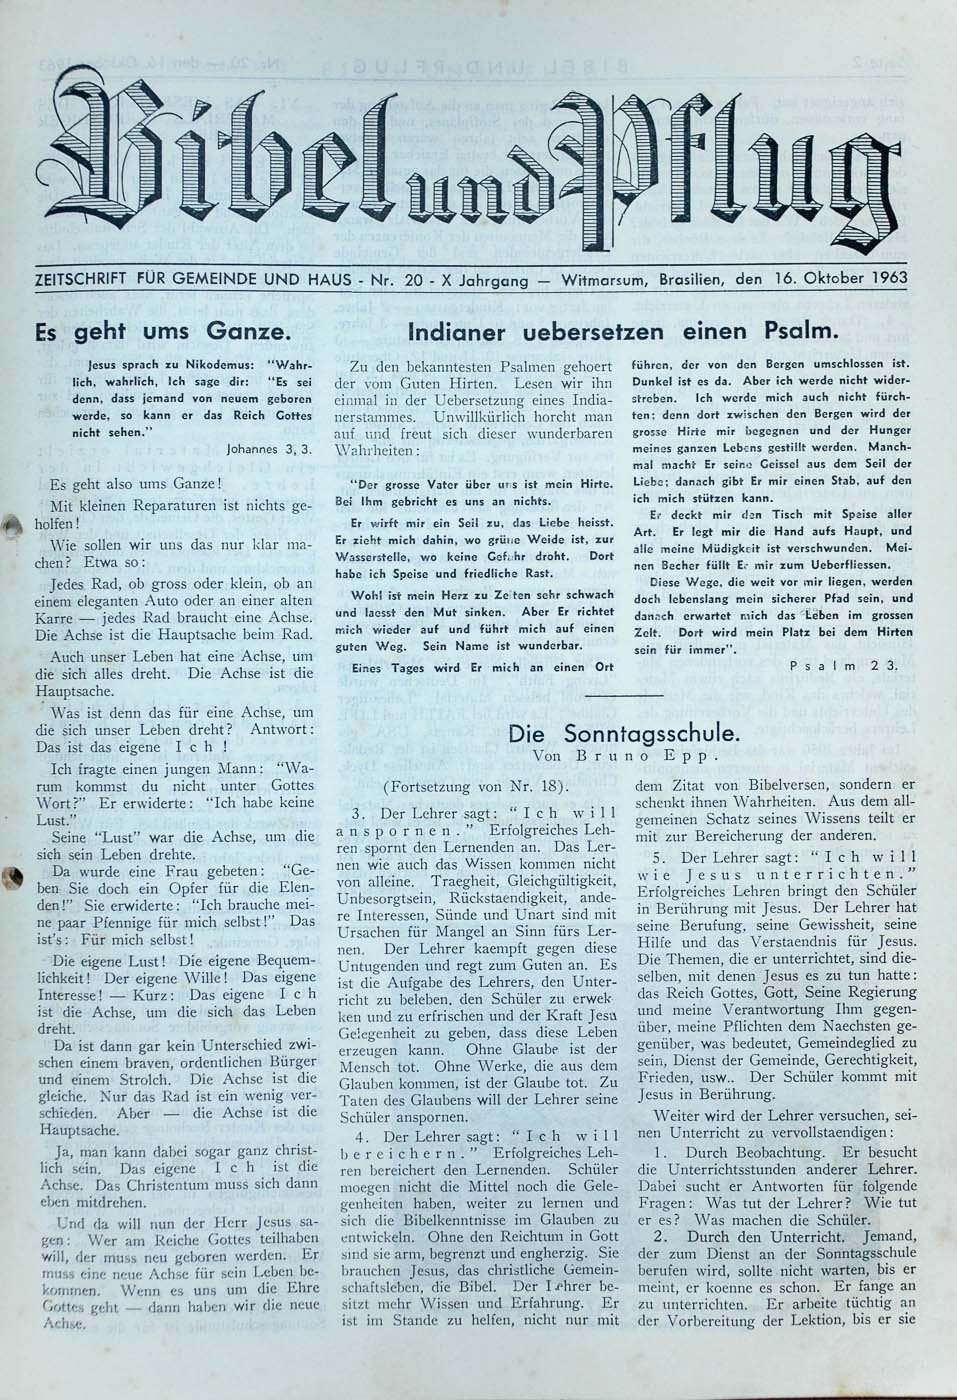 Bibel und Pflug
ZEITSCHRIFT FÜR GEMEINDE UND HAUS - Nr. 20 - X Jahrgang — Witmarsum, Brasilien, den 16. Oktober 1963
Es geht ums Ganze.
Jesus sprach zu Nikodemus: "Wahr-
lich, wahrlich, Ich sage dir: "Es sei
denn, dass jemand von neuem geboren
werde, so kann er das Reich Gottes
nicht sehen."
Johannes 3, 3.
Es geht also ums Ganze!
Mit kleinen Reparaturen ist nichts ge-
holfen!
Wie sollen wir uns das nur klar ma-
chen? Etwa so:
Jedes Rad, ob gross oder klein, ob an
einem eleganten Auto oder an einer alten
Karre — jedes Rad braucht eine Achse.
Die Achse ist die Hauptsache beim Rad.
Auch unser Leben hat eine Achse, um
die sich alles dreht. Die Achse ist die
Hauptsache.
Was ist denn das für eine Achse, um
die sich unser Leben dreht? Antwort:
Das ist das eigene I c h !
Ich fragte einen jungen Mann: "Wa-
rum kommst du nicht unter Gottes
Wort?" Er erwiderte: "Ich habe keine
Lust."
Seine "Lust" war die Achse, um die
sich sein Leben drehte.
Da wurde eine Frau gebeten: "Ge-
ben Sie doch ein Opfer für die Elen-
den!" Sie erwiderte: "Ich brauche mei-
ne paar Pfennige für mich selbst!" Das
ist's: Für mich selbst!
Die eigene Lust! Die eigene Bequem-
lichkeit! Der eigene Wille! Das eigene
Interesse! — Kurz: Das eigene I c h
ist die Achse, um die sich das Leben
dreht.
Da ist dann gar kein Unterschied zwi-
schen einem braven, ordentlichen Bürger
und einem Strolch. Die Achse ist die
gleiche. Nur das Rad ist ein wenig ver-
schieden. Aber — die Achse ist die
Hauptsache.
Ja, man kann dabei sogar ganz christ-
lich sein. Das eigene I c h ist die
Achse. Das Christentum muss sich dann
eben mitdrehen.
Und da will nun der Herr Jesus sa-
gen: Wer am Reiche Gottes teilhaben
will, der muss neu geboren werden. Er
muss eine neue Achse für sein Leben be-
kommen. Wenn es uns um die Ehre
Gottes geht — dann haben wir die neue
Achse.
Indianer uebersetzen einen Psalm.
Zu den bekanntesten Psalmen gehoert
der vom Guten Hirten. Lesen wir ihn
einmal in der Uebersetzung eines India-
nerstammes. Unwillkürlich horcht man
auf und freut sich dieser wunderbaren
Wahrheiten:
"Der grosse Vater über uns ist mein Hirte.
Bei Ihm gebricht es uns an nichts.
Er wirft mir ein Seil zu, das Liebe heisst.
Er zieht mich dahin, wo grüne Weide ist, zur
Wasserstelle, wo keine Gefahr droht. Dort
habe ich Speise und friedliche Rast.
Wohl ist mein Herz zu Zeiten sehr schwach
und laesst den Mut sinken. Aber Er richtet
mich wieder auf und führt mich auf einen
guten Weg. Sein Name ist wunderbar.
Eines Tages wird Er mich an einen Ort
führen, der von den Bergen umschlossen ist.
Dunkel ist es da. Aber ich werde nicht wider-
streben. Ich werde mich auch nicht fürch-
ten; denn dort zwischen den Bergen wird der
grosse Hirte mir begegnen und der Hunger
meines ganzen Lebens gestillt werden. Manch-
mal macht Er seine Geissel aus dem Seil der
Liebe; danach gibt Er mir einen Stab, auf den
ich mich stützen kann.
Er deckt mir den Tisch mit Speise aller
Art. Er legt mir die Hand aufs Haupt, und
alle meine Müdigkeit ist verschwunden. Mei-
nen Becher füllt Er mir zum Ueberfliessen.
Diese Wege, die weit vor mir liegen, werden
doch lebenslang mein sicherer Pfad sein, und
danach erwartet mich das Leben im grossen
Zelt. Dort wird mein Platz bei dem Hirten
sein für immer".
P s a l m 2 3.
Die Sonntagsschule.
Von B r u n o E p p .
(Fortsetzung von Nr. 18).
3. Der Lehrer sagt: " I c h w i l l
a n s p o r n e n . " Erfolgreiches Leh-
ren spornt den Lernenden an. Das Ler-
nen wie auch das Wissen kommen nicht
von alleine. Traegheit, Gleichgültigkeit,
Unbesorgtsein, Rückstaendigkeit, ande-
re Interessen, Sünde und Unart sind mit
Ursachen für Mangel an Sinn fürs Ler-
nen. Der Lehrer kaempft gegen diese
Untugenden und regt zum Guten an. Es
ist die Aufgabe des Lehrers, den Unter-
richt zu beleben, den Schüler zu erwek-
ken und zu erfrischen und der Kraft Jesu
Gelegenheit zu geben, dass diese Leben
erzeugen kann. Ohne Glaube ist der
Mensch tot. Ohne Werke, die aus dem
Glauben kommen, ist der Glaube tot. Zu
Taten des Glaubens will der Lehrer seine
Schüler anspornen.
4. Der Lehrer sagt: " I c h w i l l
b e r e i c h e r n . " Erfolgreiches Leh-
ren bereichert den Lernenden. Schüler
moegen nicht die Mittel noch die Gele-
genheiten haben, weiter zu lernen und
sich die Bibelkenntnisse im Glauben zu
entwickeln. Ohne den Reichtum in Gott
sind sie arm, begrenzt und engherzig. Sie
brauchen Jesus, das christliche Gemein-
schaftsleben, die Bibel. Der Lehrer be-
sitzt mehr Wissen und Erfahrung. Er
ist im Stande zu helfen, nicht nur mit
dem Zitat von Bibelversen, sondern er
schenkt ihnen Wahrheiten. Aus dem all-
gemeinen Schatz seines Wissens teilt er
mit zur Bereicherung der anderen.
5. Der Lehrer sagt: " I c h w i l l
w i e J e s u s u n t e r r i c h t e n . "
Erfolgreiches Lehren bringt den Schüler
in Berührung mit Jesus. Der Lehrer hat
seine Berufung, seine Gewissheit, seine
Hilfe und das Verstaendnis für Jesus.
Die Themen, die er unterrichtet, sind die-
selben, mit denen Jesus es zu tun hatte:
das Reich Gottes, Gott, Seine Regierung
und meine Verantwortung Ihm gegen-
über, meine Pflichten dem Naechsten ge-
genüber, was bedeutet, Gemeindeglied zu
sein, Dienst der Gemeinde, Gerechtigkeit,
Frieden, usw.. Der Schüler kommt mit
Jesus in Berührung.
Weiter wird der Lehrer versuchen, sei-
nen Unterricht zu vervollstaendigen:
1. Durch Beobachtung. Er besucht
die Unterrichtsstunden anderer Lehrer.
Dabei sucht er Antworten für folgende
Fragen: Was tut der Lehrer? Wie tut
er es? Was machen die Schüler.
2. Durch den Unterricht. Jemand,
der zum Dienst an der Sonntagsschule
berufen wird, sollte nicht warten, bis er
meint, er koenne es schon. Er fange an
zu unterrichten. Er arbeite tüchtig an
der Vorbereitung der Lektion, bis er sie